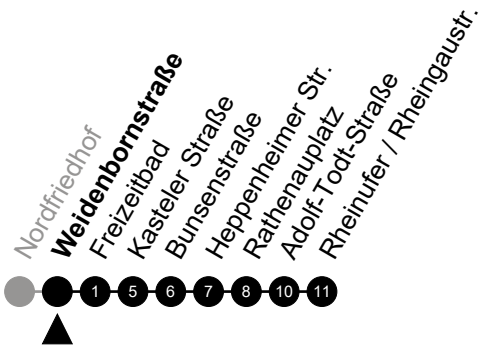 Nordfriedhof
Weidenbornstraße
Freizeitbad
Kasteler Straße
Bunsenstraße
Heppenheimer Str.
Rathenauplatz
Adolf-Todt-Straße
Rheinufer / Rheingaustr.
1 5 6 7 8 10 11